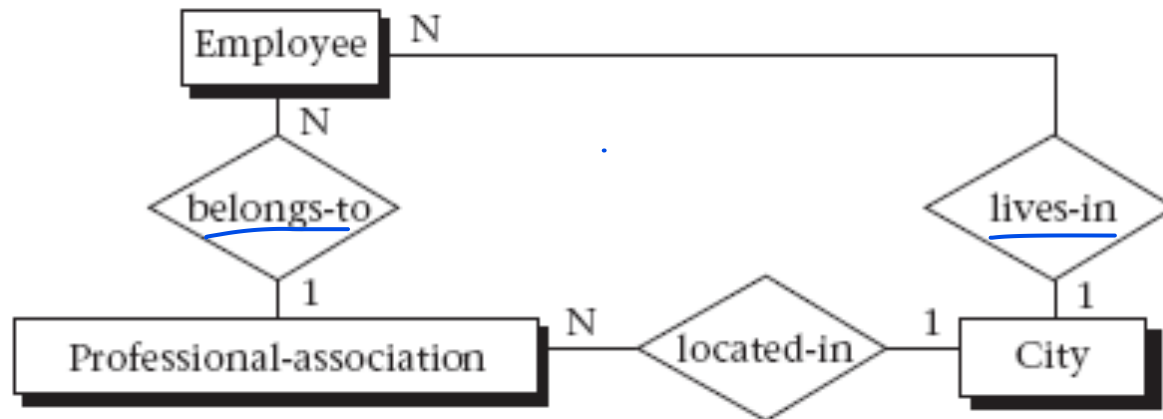 Employee
N
N
belongs-to
lives-in
1
1
Professional-association
N
located-in
1
City